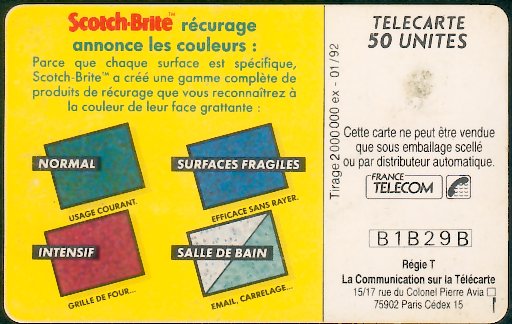 Scotch-Brite™ récurage
annonce les couleurs :
Parce que chaque surface est spécifique,
Scotch-Brite™ a créé une gamme complète de
produits de récurage que vous reconnaîtrez à
la couleur de leur face grattante :
NORMAL
USAGE COURANT.
SURFACES FRAGILES
EFFICACE SANS RAYER.
INTENSIF
GRILLE DE FOUR...
SALLE DE BAIN
EMAIL, CARRELAGE...
Tirage 2 000 000 ex - 01/92
TELECARTE
50 UNITES
Cette carte ne peut être vendue
que sous emballage scellé
ou par distributeur automatique.
FRANCE
TELECOM
B1B29B
Régie T
La Communication sur la Télécarte
15/17 rue du Colonel Pierre Avia
75902 Paris Cédex 15